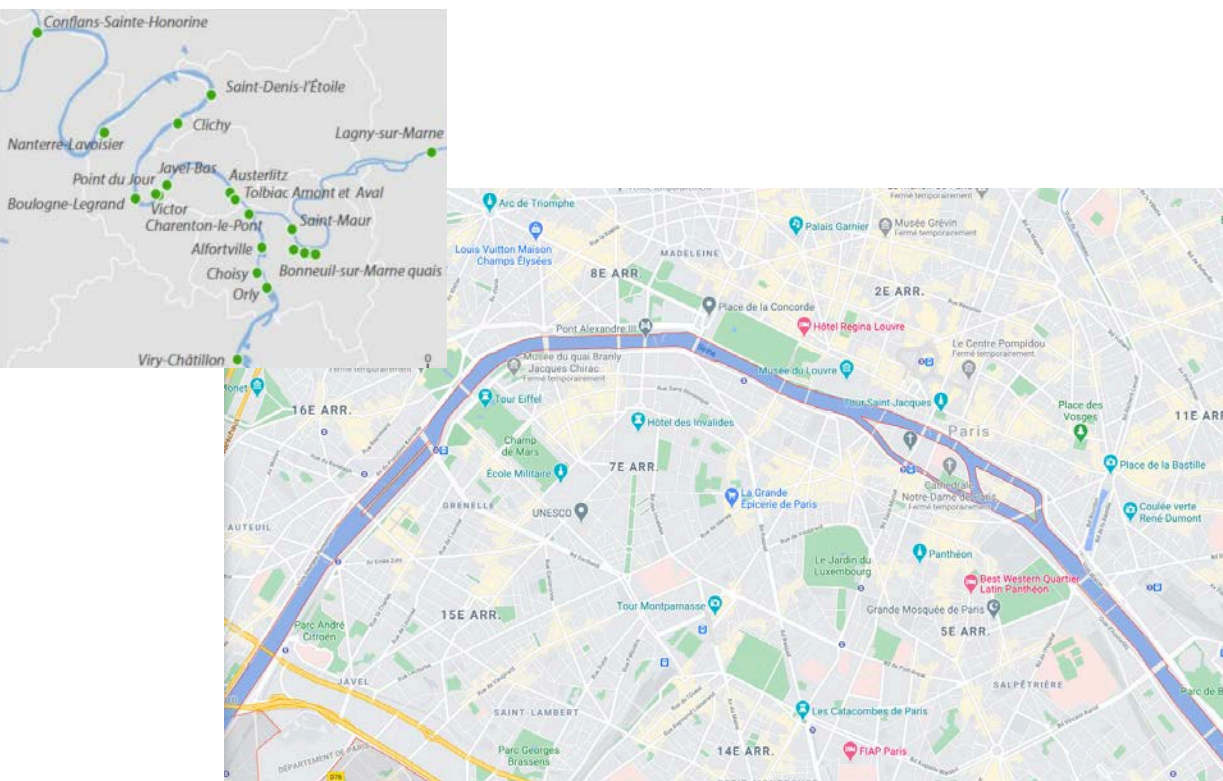 Conflans-Sainte-Honorine
Saint-Denis-l'Étoile
Clichy
Lagny-sur-Marne
Nanterre-Lavoisier
Javel-Bas
Austerlitz
Point du Jour
Tolbiac Amont et Aval
Boulogne-Legrand
Victor
Charenton-le-Pont
Saint-Maur
Alfortville
Choisy
Bonneuil-sur-Marne quais
Orly
Viry-Châtillon
0
Arc de Triomphe
Palais Garnier
Musée Grévin
Fermé temporairement
Fermé temporairement
Louis Vuitton Maison
Champs Élysées
MADELEINE
8E ARR.
2E ARR.
Place de la Concorde
Pont Alexandre III
Hôtel Regina Louvre
Seine
Le Centre Pompidou
Fermé temporairement
Musée du quai Branly
Jacques Chirac
Fermé temporairement
Musée du Louvre
Tour Eiffel
Tour Saint-Jacques
Place des
Vosges
16E ARR.
11E ARR
Hôtel des Invalides
Paris
Champ
de Mars
École Militaire
7E ARR.
Place de la Bastille
Cathédrale
Notre-Dame de Paris
Fermé temporairement
La Grande
Épicerie de Paris
GRENELLE
UNESCO
Coulée verte
René Dumont
AUTEUIL
Le Jardin du
Luxembourg
Panthéon
Best Western Quartier
Latin Panthéon
Tour Montparnasse
Grande Mosquée de Paris
15E ARR.
5E ARR.
Parc André
Citroën
JAVEL
SALPÊTRIÈRE
Parc de B
SAINT-LAMBERT
Les Catacombes de Paris
Parc Georges
Brassens
14E ARR.
FIAP Paris
DÉPARTEMENT DE PARIS
D76